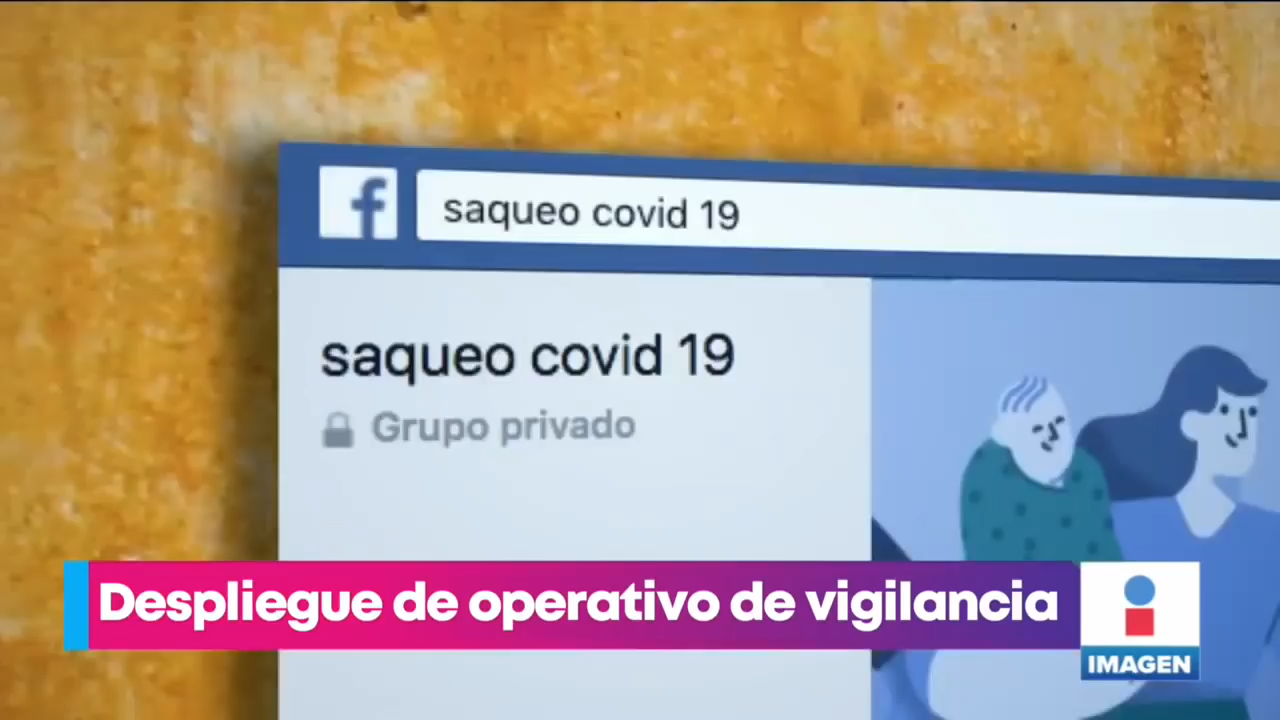 f
saqueo covid 19
saqueo covid 19
Grupo privado
Despliegue de operativo de vigilancia
IMAGEN